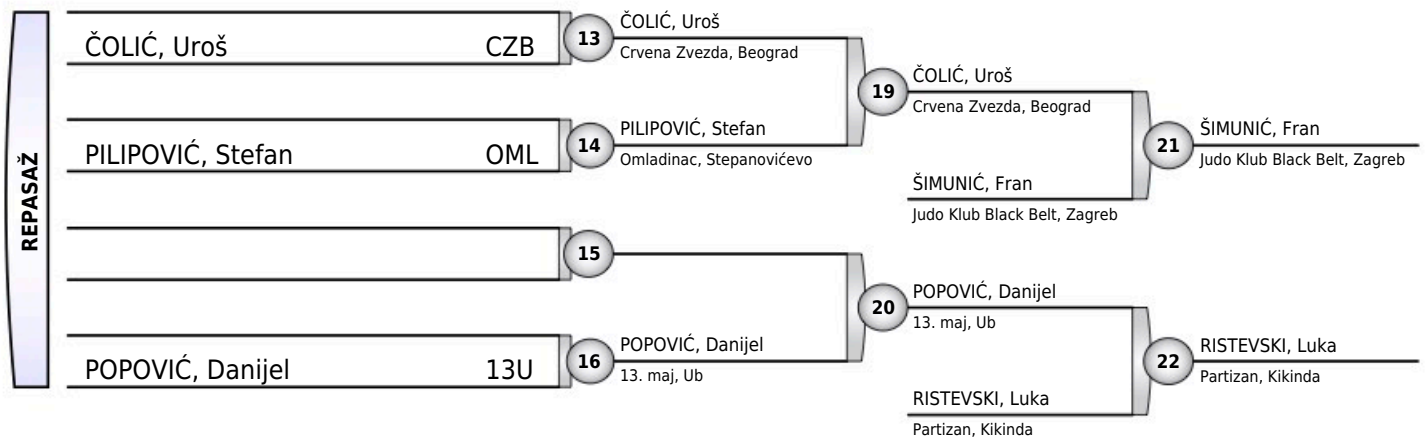 REPASAŽ
ČOLIĆ, Uroš CZB
13
ČOLIĆ, Uroš
Crvena Zvezda, Beograd
PILIPOVIĆ, Stefan OML
14
PILIPOVIĆ, Stefan
Omladinac, Stepanovićevo
15
POPOVIĆ, Danijel 13U
16
POPOVIĆ, Danijel
13. maj, Ub
19
ČOLIĆ, Uroš
Crvena Zvezda, Beograd
ŠIMUNIĆ, Fran
Judo Klub Black Belt, Zagreb
20
POPOVIĆ, Danijel
13. maj, Ub
RISTEVSKI, Luka
Partizan, Kikinda
21
ŠIMUNIĆ, Fran
Judo Klub Black Belt, Zagreb
22
RISTEVSKI, Luka
Partizan, Kikinda